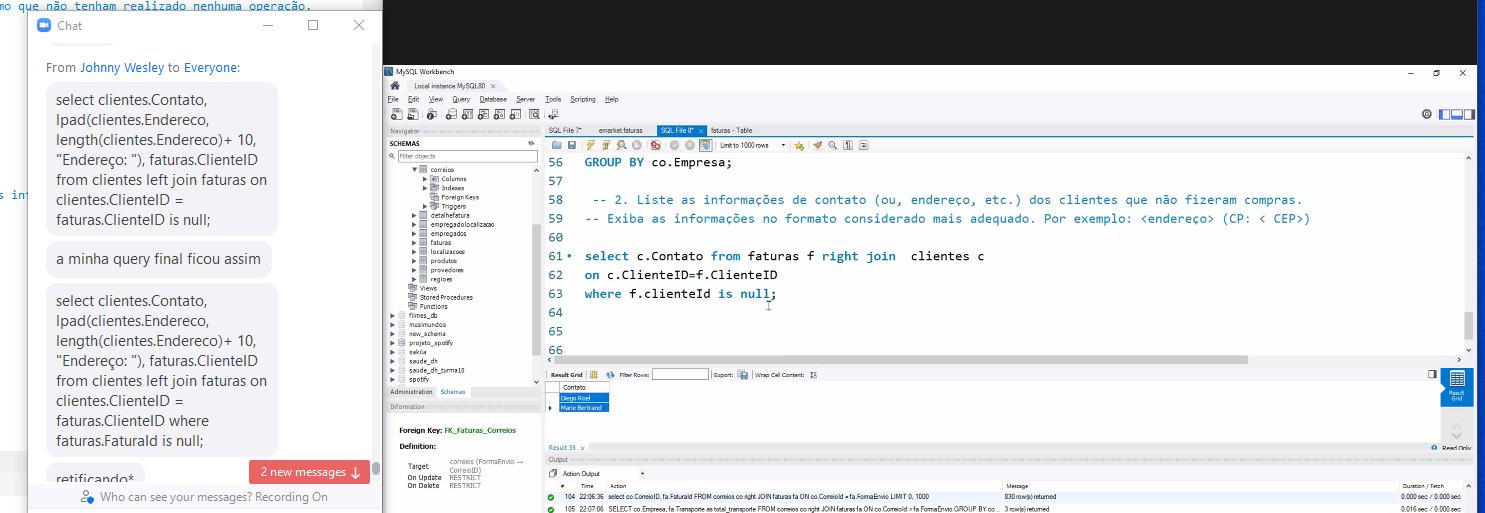 mo que não tenham realizado nenhuma operação.
Chat
From Johnny Wesley to Everyone:
select clientes.Contato,
lpad(clientes.Endereco,
length(clientes.Endereco)+ 10,
"Endereço: "), faturas.ClienteID
from clientes left join faturas on
clientes.ClienteID =
faturas.ClienteID is null;
a minha query final ficou assim
select clientes.Contato,
lpad(clientes.Endereco,
length(clientes.Endereco)+ 10,
"Endereço: "), faturas.ClienteID
from clientes left join faturas on
clientes.ClienteID =
faturas.ClienteID where
faturas.FaturaId is null;
retificando*
2 new messages
Who can see your messages? Recording On
MySQL Workbench
Local instance MySQL80
File Edit View Query Database Server Tools Scripting Help
Navigator
SCHEMAS
Filter objects
correios
Columns
Indexes
Foreign Keys
Triggers
detalhefatura
empregadolocalizacao
empregados
faturas
localizacoes
produtos
provedores
regioes
Views
Stored Procedures
Functions
filmes_db
musimundos
new_schema
projeto_spotify
sakila
saude_dh
saude_dh_turma10
spotify
Administration Schemas
Information
Foreign Key: FK_Faturas_Correios
Definition:
Target correios (FormaEnvio →
CorreioID)
On Update RESTRICT
On Delete RESTRICT
SQL File 7* emarket.faturas SQL File 8* faturas - Table
Limit to 1000 rows
56 GROUP BY co.Empresa;
57
58 -- 2. Liste as informações de contato (ou, endereço, etc.) dos clientes que não fizeram compras.
59 -- Exiba as informações no formato considerado mais adequado. Por exemplo: <endereço> (CP: < CEP>)
60
61 select c.Contato from faturas f right join clientes c
62 on c.ClienteID=f.ClienteID
63 where f.clienteId is null;
64
65
66
Result Grid Filter Rows: Export: Wrap Cell Content:
Contato
Diego Roel
Marie Bertrand
Result Grid
Result 39
Read Only
Output
Action Output
# Time Action Message Duration / Fetch
104 22:06:36 select co.CorreioID, fa.FaturaId FROM correios co right JOIN faturas fa ON co.CorreioId = fa.FormaEnvio LIMIT 0, 1000 830 row(s) returned 0.000 sec / 0.000 sec
105 22:07:06 SELECT co.Empresa, fa.Transporte as total_transporte FROM correios co right JOIN faturas fa ON co.CorreioId = fa.FormaEnvio GROUP BY co... 3 row(s) returned 0.016 sec / 0.000 sec